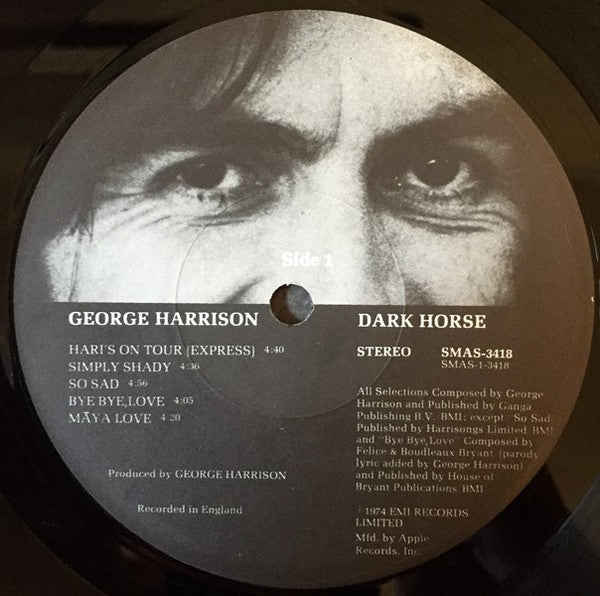 Side 1
GEORGE HARRISON
HARI'S ON TOUR (EXPRESS) 4:40
SIMPLY SHADY 4:36
SO SAD 4:56
BYE BYE,LOVE 4:05
MĀYA LOVE 4:20
Produced by GEORGE HARRISON
Recorded in England
DARK HORSE
STEREO SMAS-3418
SMAS-1-3418
All Selections Composed by George
Harrison and Published by Ganga
Publishing B.V. BMI: except "So Sad"
Published by Harrisongs Limited BMI
and "Bye Bye, Love" Composed by
Felice & Boudleaux Bryant (parody
lyric added by George Harrison)
and Published by House of
Bryant Publications BMI
℗ 1974 EMI RECORDS
LIMITED
Mfd. by Apple
Records, Inc.